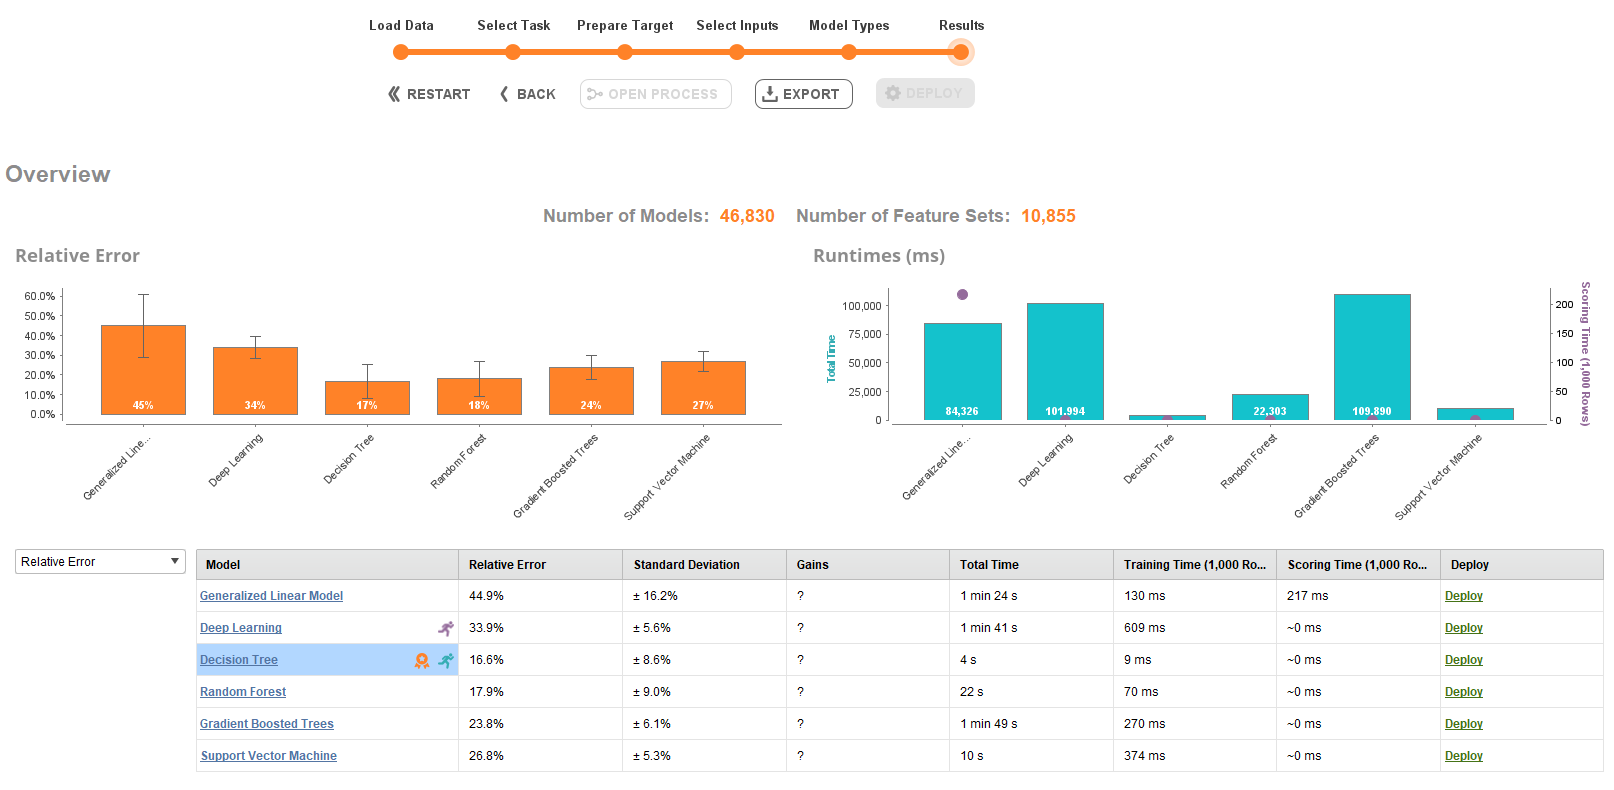 Load Data Select Task Prepare Target Select Inputs Model Types Results
RESTART BACK OPEN PROCESS EXPORT DEPLOY
Overview
Number of Models: 46,830 Number of Feature Sets: 10,855
Relative Error
60.0%
50.0%
40.0%
30.0%
20.0%
10.0%
0.0%
45% 34% 17% 18% 24% 27%
Generalized Line...
Deep Learning
Decision Tree
Random Forest
Gradient Boosted Trees
Support Vector Machine
Runtimes (ms)
Total Time
100,000
75,000
50,000
25,000
0
84,326 101,994 22,303 109,890
200
150
100
50
0
Scoring Time (1,000 Rows)
Generalized Line...
Deep Learning
Decision Tree
Random Forest
Gradient Boosted Trees
Support Vector Machine
Relative Error
Model Relative Error Standard Deviation Gains Total Time Training Time (1,000 Ro... Scoring Time (1,000 Ro... Deploy
Generalized Linear Model 44.9% ± 16.2% ? 1 min 24 s 130 ms 217 ms Deploy
Deep Learning 33.9% ± 5.6% ? 1 min 41 s 609 ms ~0 ms Deploy
Decision Tree 16.6% ± 8.6% ? 4 s 9 ms ~0 ms Deploy
Random Forest 17.9% ± 9.0% ? 22 s 70 ms ~0 ms Deploy
Gradient Boosted Trees 23.8% ± 6.1% ? 1 min 49 s 270 ms ~0 ms Deploy
Support Vector Machine 26.8% ± 5.3% ? 10 s 374 ms ~0 ms Deploy